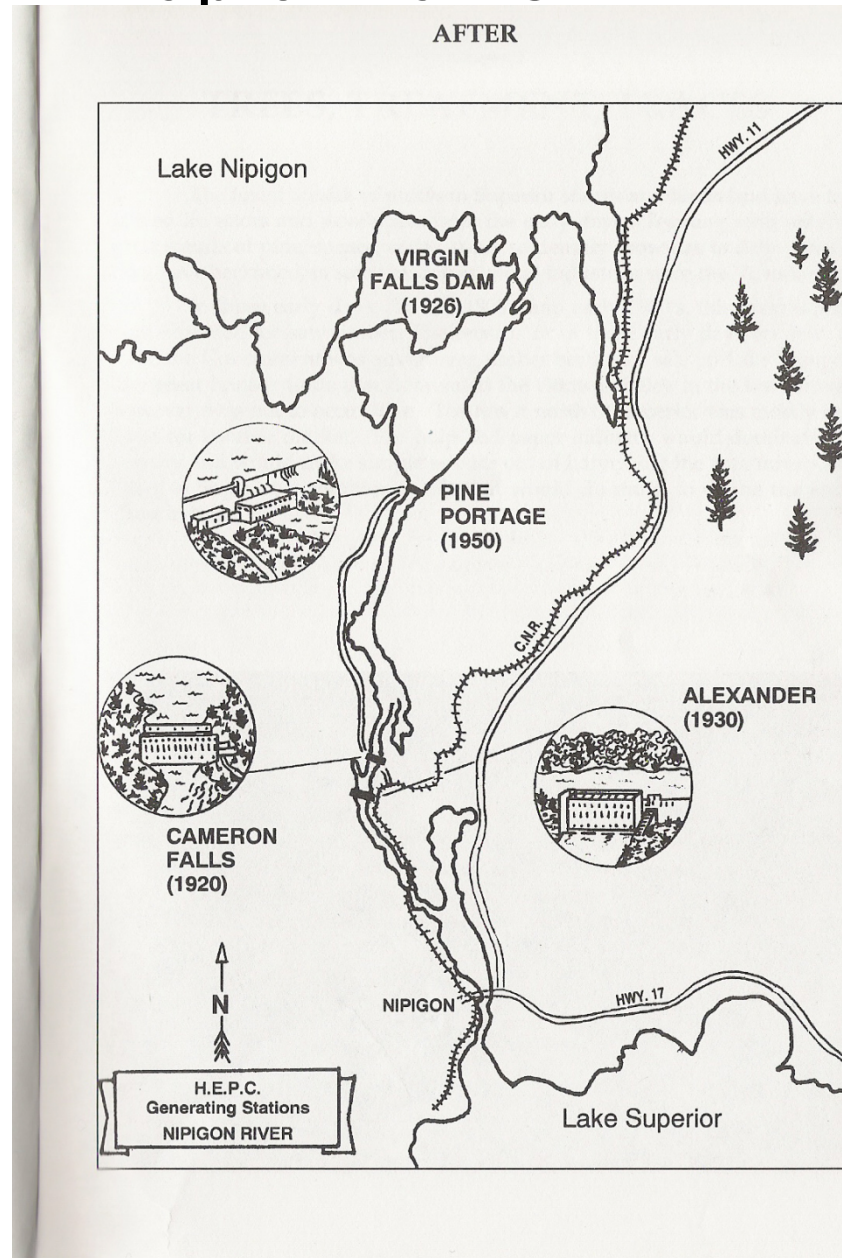 AFTER
Lake Nipigon
HWY. 11
VIRGIN
FALLS DAM
(1926)
PINE
PORTAGE
(1950)
C.N.R.
ALEXANDER
(1930)
CAMERON
FALLS
(1920)
N
NIPIGON
HWY. 17
H.E.P.C.
Generating Stations
NIPIGON RIVER
Lake Superior